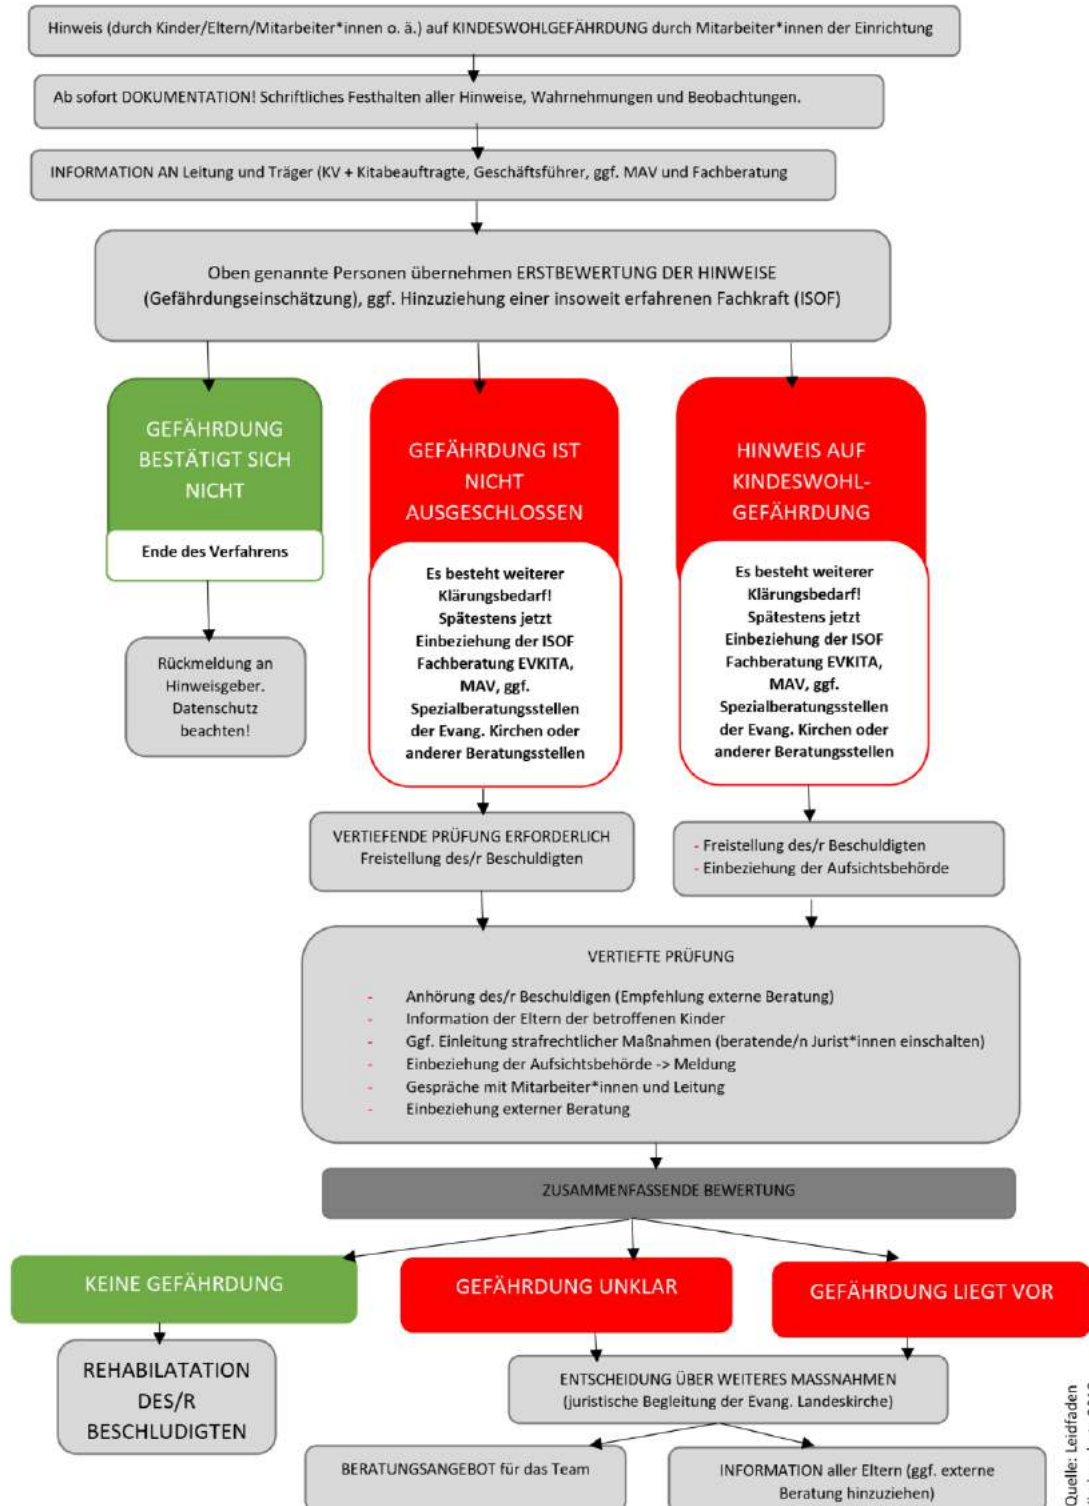 Hinweis (durch Kinder/Eltern/Mitarbeiter*innen o. ä.) auf KINDESWOHLGEFÄHRDUNG durch Mitarbeiter*innen der Einrichtung
Ab sofort DOKUMENTATION! Schriftliches Festhalten aller Hinweise, Wahrnehmungen und Beobachtungen.
INFORMATION AN Leitung und Träger (KV + Kitabeauftragte, Geschäftsführer, ggf. MAV und Fachberatung
Oben genannte Personen übernehmen ERSTBEWERTUNG DER HINWEISE
(Gefährdungseinschätzung), ggf. Hinzuziehung einer insoweit erfahrenen Fachkraft (ISOF)
GEFÄHRDUNG
BESTÄTIGT SICH
NICHT
Ende des Verfahrens
Rückmeldung an
Hinweisgeber.
Datenschutz
beachten!
GEFÄHRDUNG IST
NICHT
AUSGESCHLOSSEN
Es besteht weiterer
Klärungsbedarf!
Spätestens jetzt
Einbeziehung der ISOF
Fachberatung EVKITA,
MAV, ggf.
Spezialberatungsstellen
der Evang. Kirchen oder
anderer Beratungsstellen
HINWEIS AUF
KINDESWOHL-
GEFÄHRDUNG
Es besteht weiterer
Klärungsbedarf!
Spätestens jetzt
Einbeziehung der ISOF
Fachberatung EVKITA,
MAV, ggf.
Spezialberatungsstellen
der Evang. Kirchen oder
anderer Beratungsstellen
VERTIEFENDE PRÜFUNG ERFORDERLICH
Freistellung des/r Beschuldigten
- Freistellung des/r Beschuldigten
- Einbeziehung der Aufsichtsbehörde
VERTIEFTE PRÜFUNG
- Anhörung des/r Beschuldigen (Empfehlung externe Beratung)
- Information der Eltern der betroffenen Kinder
- Ggf. Einleitung strafrechtlicher Maßnahmen (beratende/n Jurist*innen einschalten)
- Einbeziehung der Aufsichtsbehörde -> Meldung
- Gespräche mit Mitarbeiter*innen und Leitung
- Einbeziehung externer Beratung
ZUSAMMENFASSENDE BEWERTUNG
KEINE GEFÄHRDUNG
GEFÄHRDUNG UNKLAR
GEFÄHRDUNG LIEGT VOR
REHABILATATION
DES/R
BESCHLUDIGTEN
ENTSCHEIDUNG ÜBER WEITERES MASSNAHMEN
(juristische Begleitung der Evang. Landeskirche)
BERATUNGSANGEBOT für das Team
INFORMATION aller Eltern (ggf. externe
Beratung hinzuziehen)
Quelle: Leidfaden